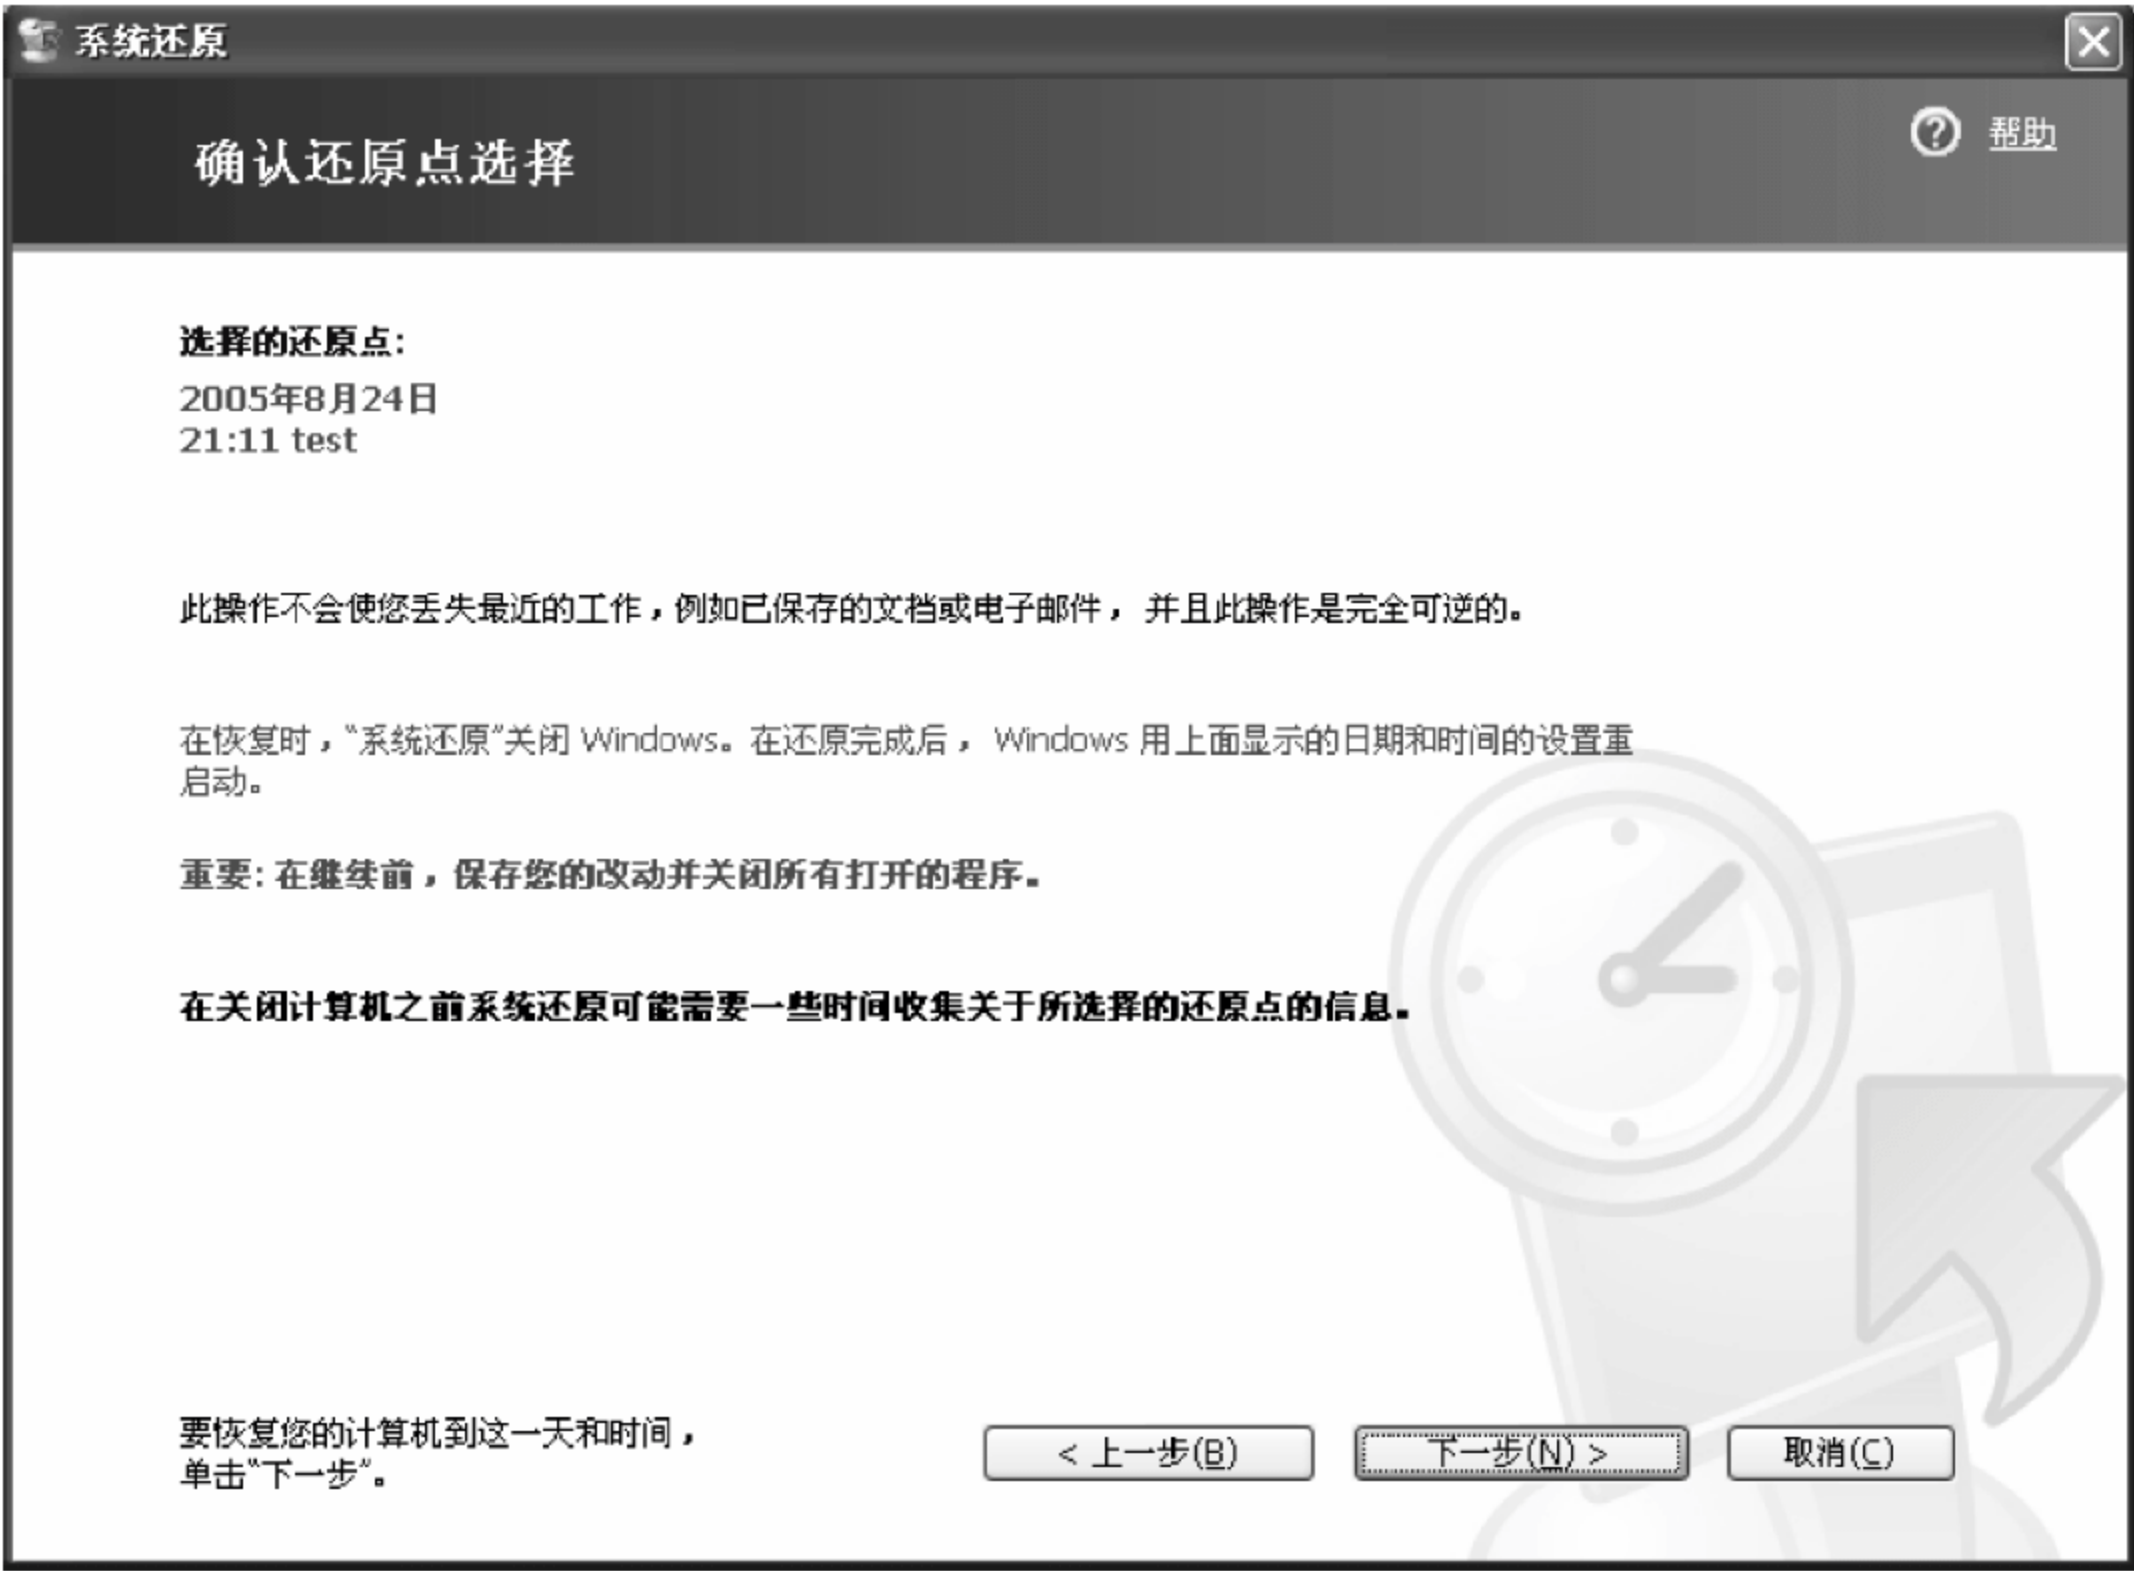 系统还原
确认还原点选择
帮助
选择的还原点:
2005年8月24日
21:11 test
此操作不会使您丢失最近的工作，例如已保存的文档或电子邮件， 并且此操作是完全可逆的。
在恢复时，“系统还原”关闭 Windows。在还原完成后， Windows 用上面显示的日期和时间的设置重
启动。
重要: 在继续前，保存您的改动并关闭所有打开的程序。
在关闭计算机之前系统还原可能需要一些时间收集关于所选择的还原点的信息。
要恢复您的计算机到这一天和时间，
单击“下一步”。
< 上一步(B)
下一步(N) >
取消(C)